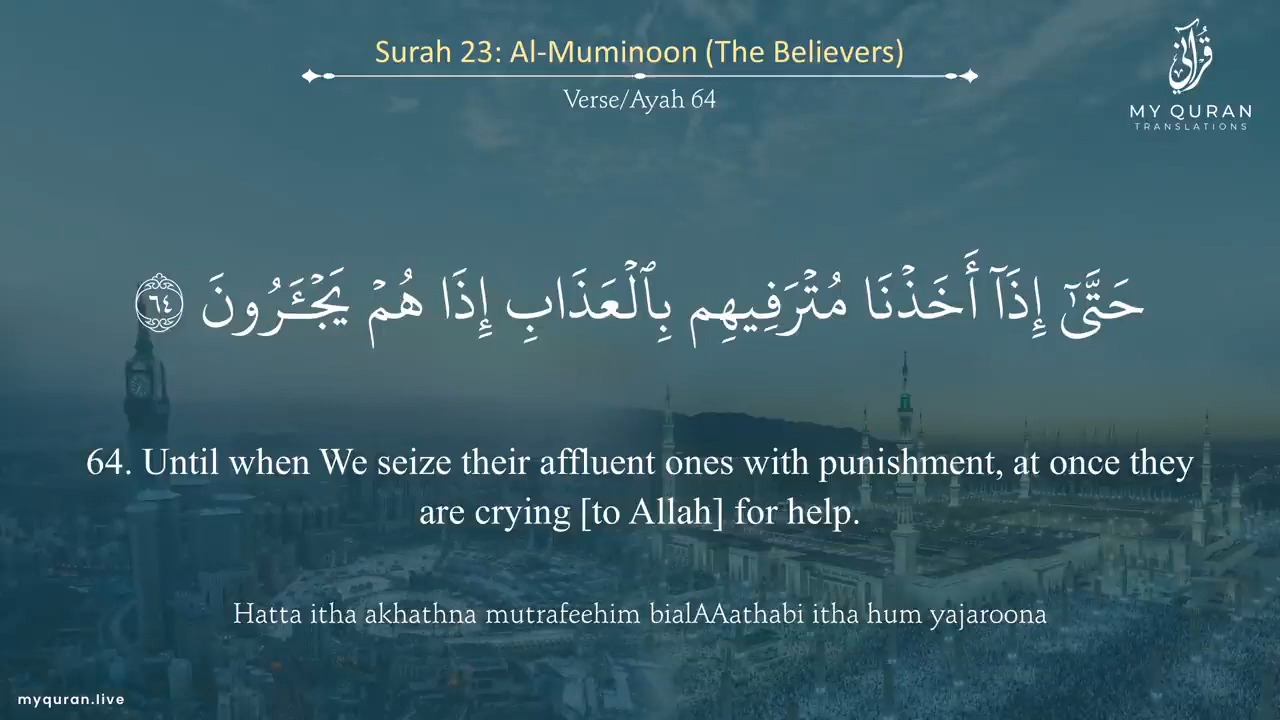 Surah 23: Al-Muminoon (The Believers)
Verse/Ayah 64
قرآني
MY QURAN
TRANSLATIONS
حَتَّىٰٓ إِذَآ أَخَذْنَا مُتْرَفِيهِم بِٱلْعَذَابِ إِذَا هُمْ يَجْـَٔرُونَ ٦٤
64. Until when We seize their affluent ones with punishment, at once they
are crying [to Allah] for help.
Hatta itha akhathna mutrafeehim bialAAathabi itha hum yajaroona
myquran.live